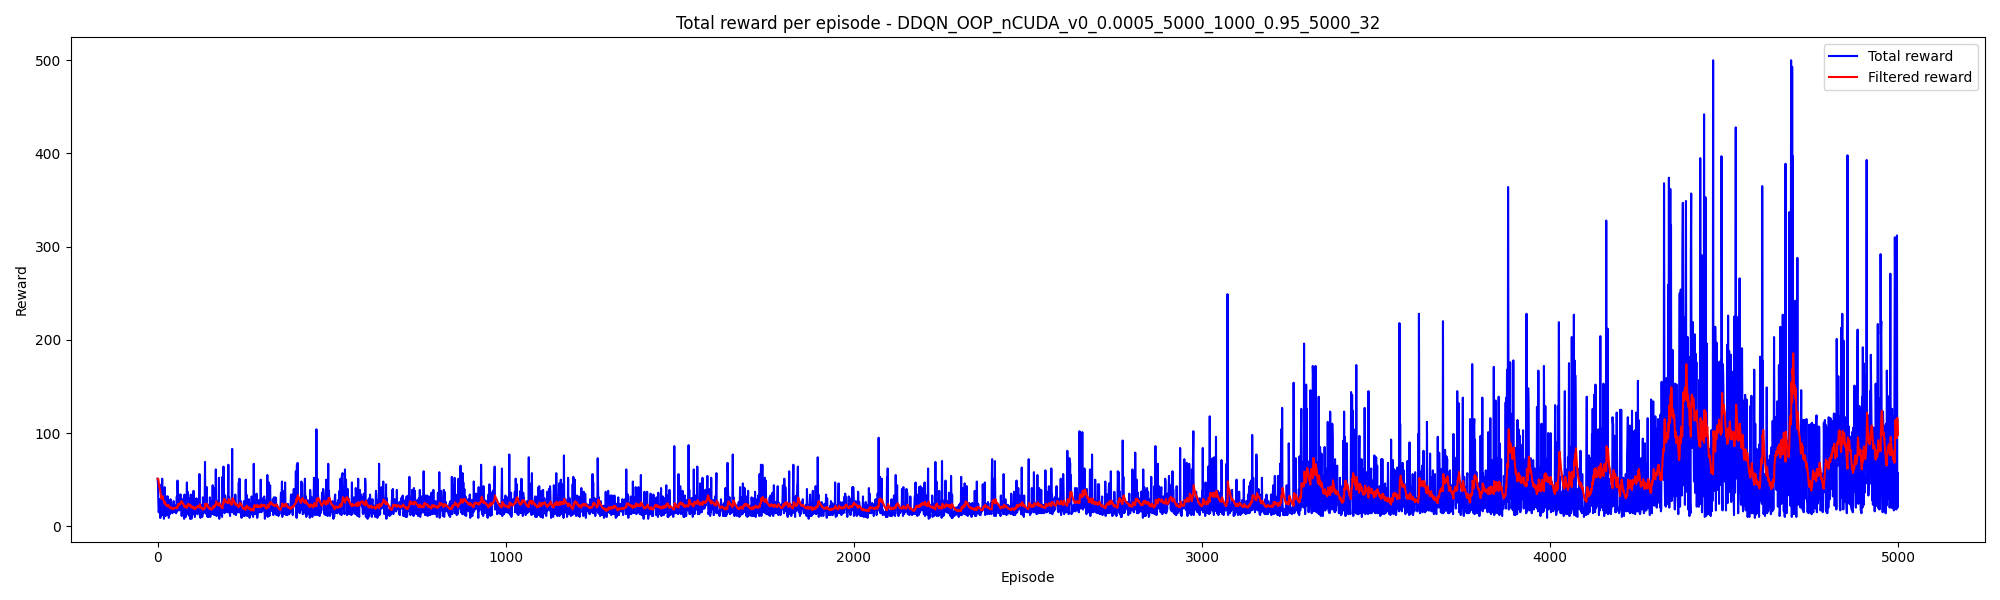 Total reward per episode - DDQN_OOP_nCUDA_v0_0.0005_5000_1000_0.95_5000_32
Total reward
Filtered reward
500
400
300
200
100
0
Reward
0 1000 2000 3000 4000 5000
Episode